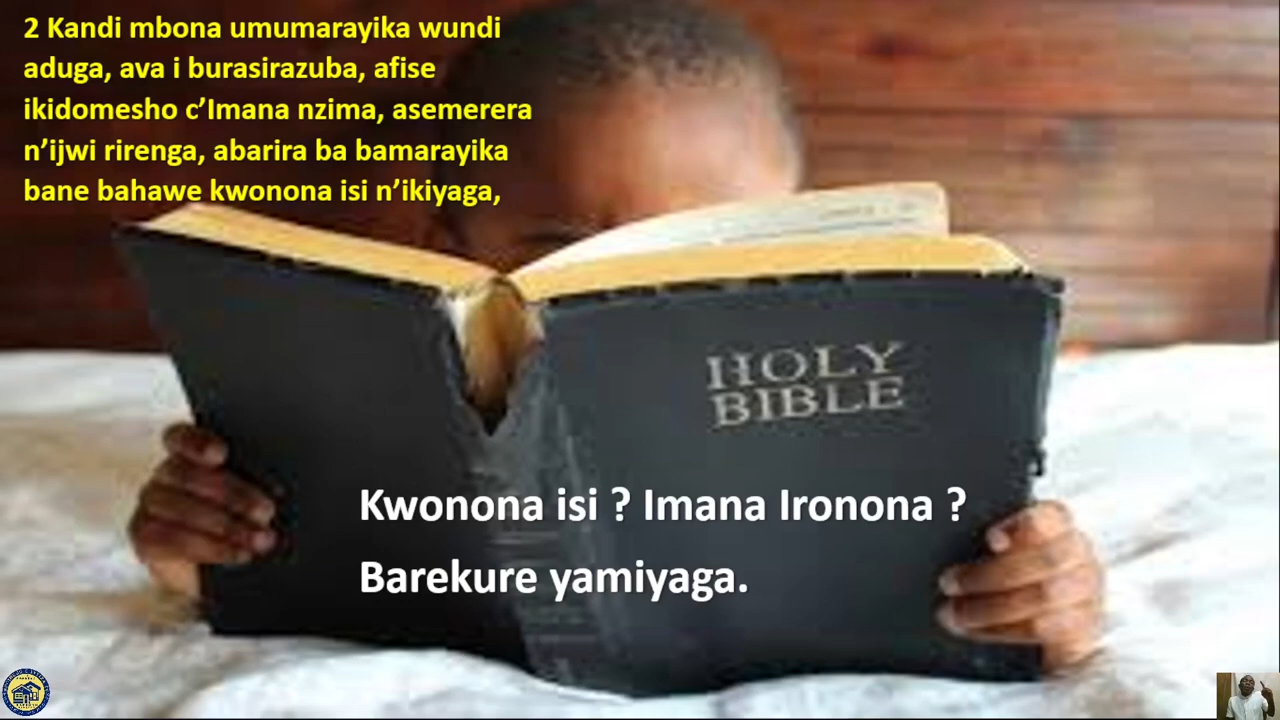 2 Kandi mbona umumarayika wundi
aduga, ava i burasirazuba, afise
ikidomesho c’Imana nzima, asemerera
n’ijwi rirenga, abarira ba bamarayika
bane bahawe kwonona isi n’ikiyaga,
HOLY
BIBLE
Kwonona isi ? Imana Ironona ?
Barekure yamiyaga.